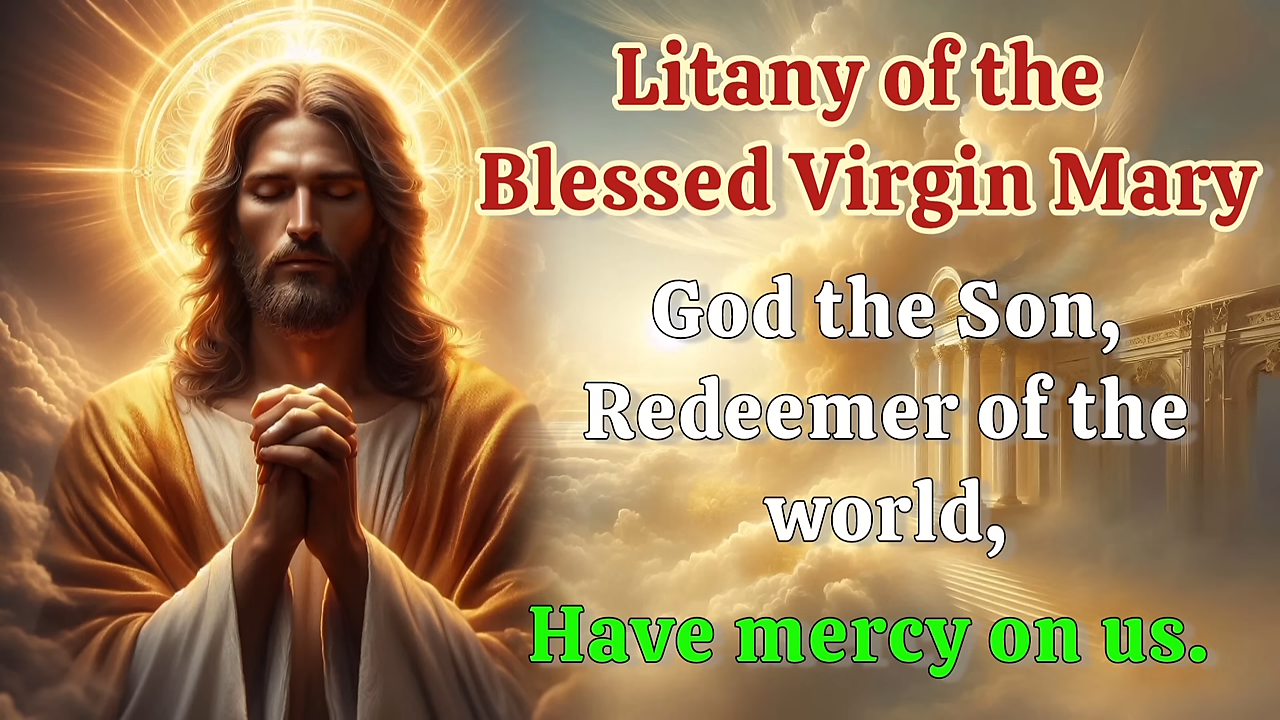 Litany of the
Blessed Virgin Mary
God the Son,
Redeemer of the
world,
Have mercy on us.